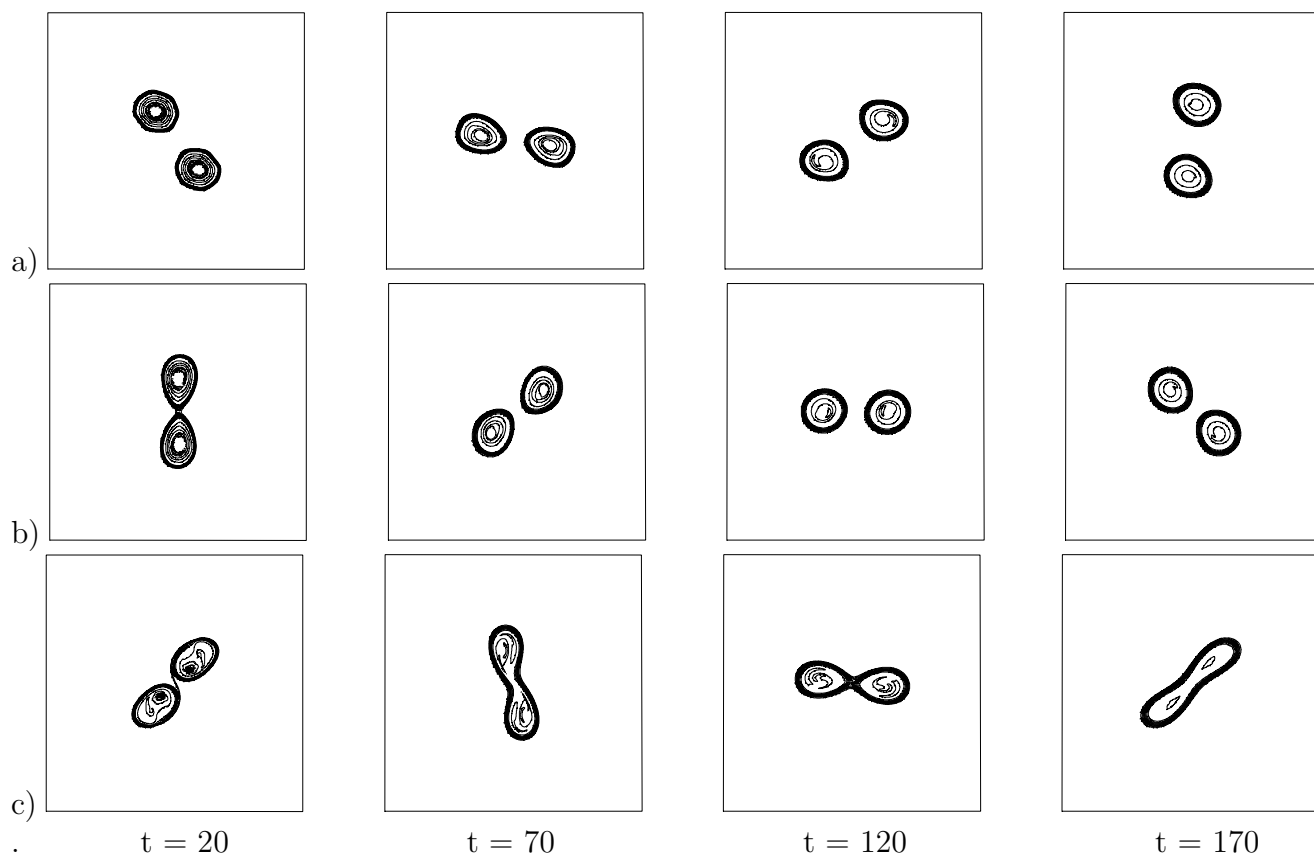 a)
b)
c)
. t = 20 t = 70 t = 120 t = 170